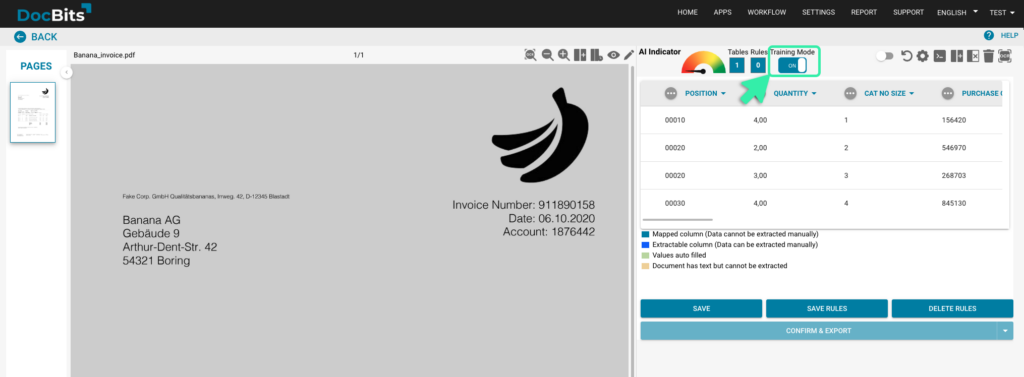 DocBits
HOME APPS WORKFLOW SETTINGS REPORT SUPPORT ENGLISH TEST
BACK
HELP
PAGES
Banana_invoice.pdf 1/1
AI Indicator
Tables Rules Training Mode
1 0 ON
POSITION QUANTITY CAT NO SIZE PURCHASE
00010 4,00 1 156420
00020 2,00 2 546970
00020 3,00 3 268703
00030 4,00 4 845130
Mapped column (Data cannot be extracted manually)
Extractable column (Data can be extracted manually)
Values auto filled
Document has text but cannot be extracted
SAVE SAVE RULES DELETE RULES
CONFIRM & EXPORT
Fake Corp. GmbH Qualitätsbananas, Irrweg. 42, D-12345 Blastadt
Banana AG
Gebäude 9
Arthur-Dent-Str. 42
54321 Boring
Invoice Number: 911890158
Date: 06.10.2020
Account: 1876442